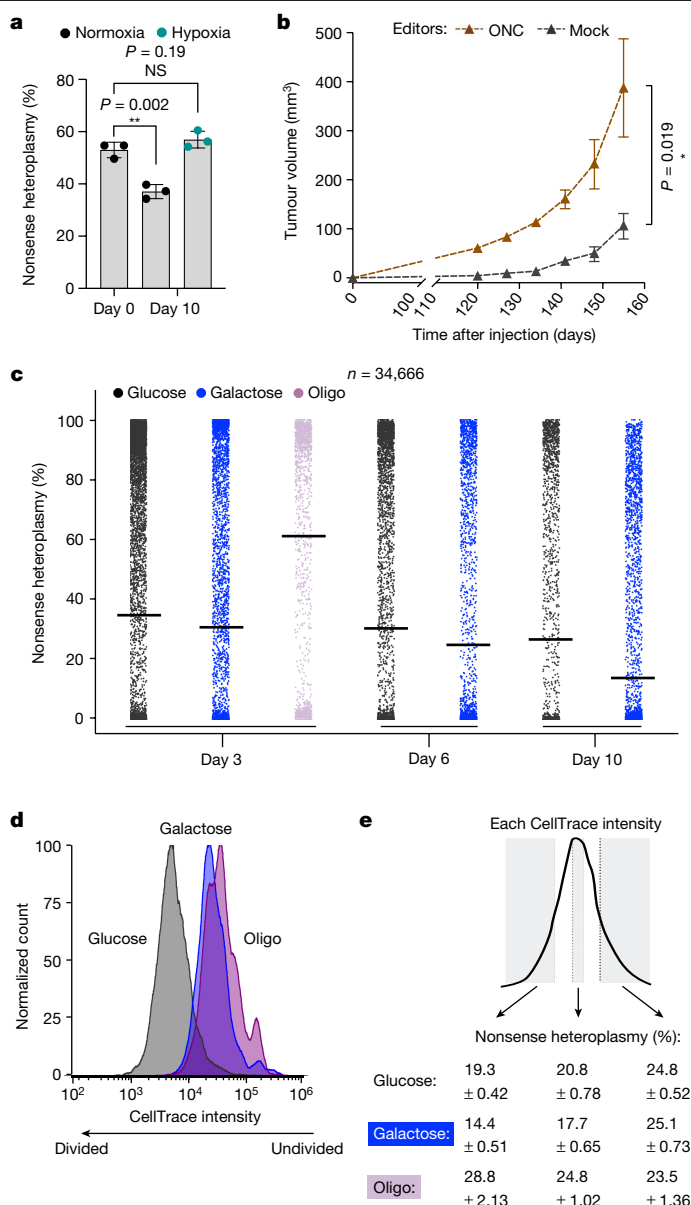 a
Normoxia Hypoxia
P = 0.19
NS
P = 0.002
**
Nonsense heteroplasmy (%)
80
60
40
20
0
Day 0 Day 10
b
Editors: ONC Mock
Tumour volume (mm3)
500
400
300
200
100
0
P = 0.019
*
0 100 110 120 130 140 150 160
Time after injection (days)
c
n = 34,666
Glucose Galactose Oligo
Nonsense heteroplasmy (%)
100
80
60
40
20
0
Day 3 Day 6 Day 10
d
Galactose
Glucose Oligo
Normalized count
100
75
50
25
0
10² 10³ 10⁴ 10⁵ 10⁶
CellTrace intensity
Divided Undivided
e
Each CellTrace intensity
Nonsense heteroplasmy (%):
Glucose: 19.3 20.8 24.8
± 0.42 ± 0.78 ± 0.52
Galactose: 14.4 17.7 25.1
± 0.51 ± 0.65 ± 0.73
Oligo: 28.8 24.8 23.5
± 2.13 ± 1.02 ± 1.36